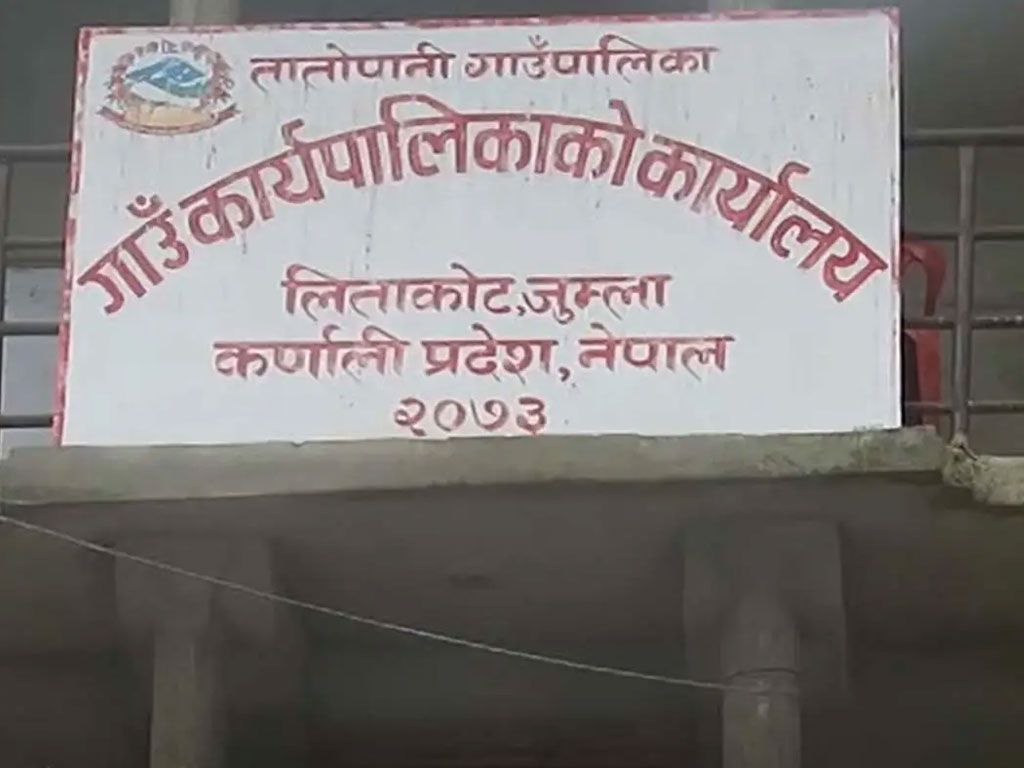 तातोपानी गाउँपालिका
गाउँ कार्यपालिकाको कार्यालय
लिताकोट,जुम्ला
कर्णाली प्रदेश, नेपाल
२०७३